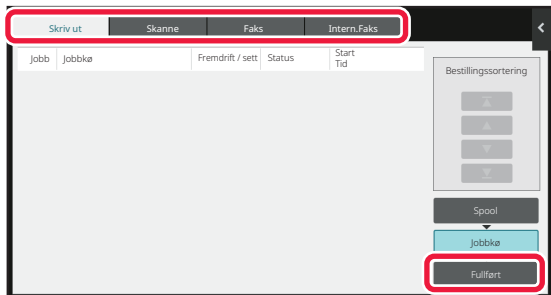 Skriv ut Skanne Faks Intern.Faks
Jobb Jobbkø Fremdrift / sett Status Start
Tid
Bestillingssortering
Spool
Jobbkø
Fullført